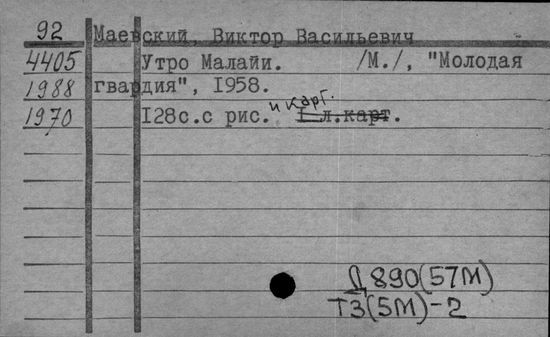 92 Маевский, Виктор Васильевич
4405 Утро Малайи. /М./, "Молодая
1988 гвардия", 1958.
и карт.
1970 128с.с рис. 1 л.карт.
Д890(57М)
Т3(5М)-2